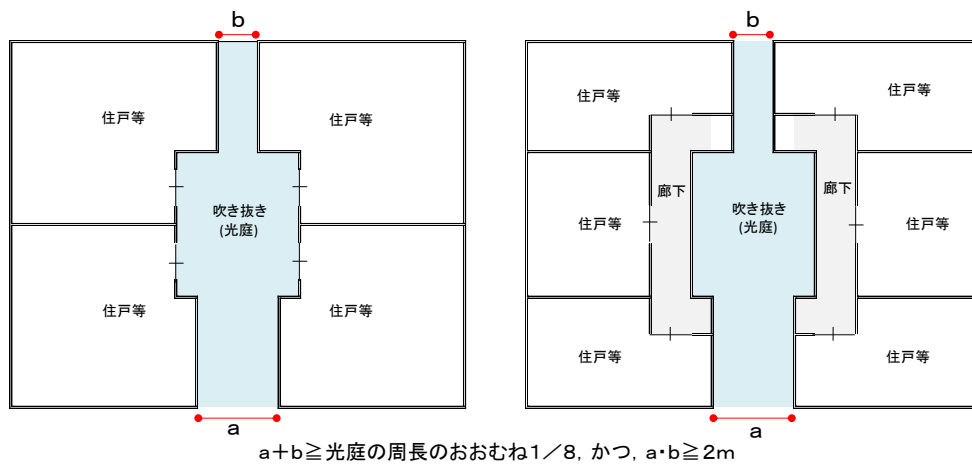 b
b
住戸等
住戸等
住戸等
住戸等
廊下
廊下
吹き抜き
(光庭)
吹き抜き
(光庭)
住戸等
住戸等
住戸等
住戸等
住戸等
住戸等
a
a
a+b≧光庭の周長のおおむね1/8, かつ, a・b≧2m